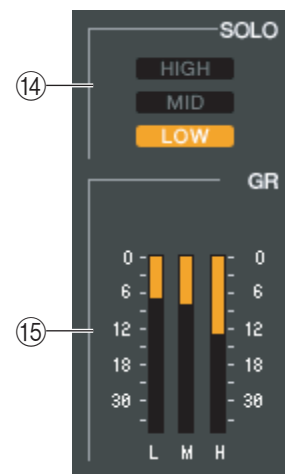 SOLO
⑭ HIGH
MID
LOW
GR
0 0
6 6
⑮ 12 12
18 18
30 30
L M H